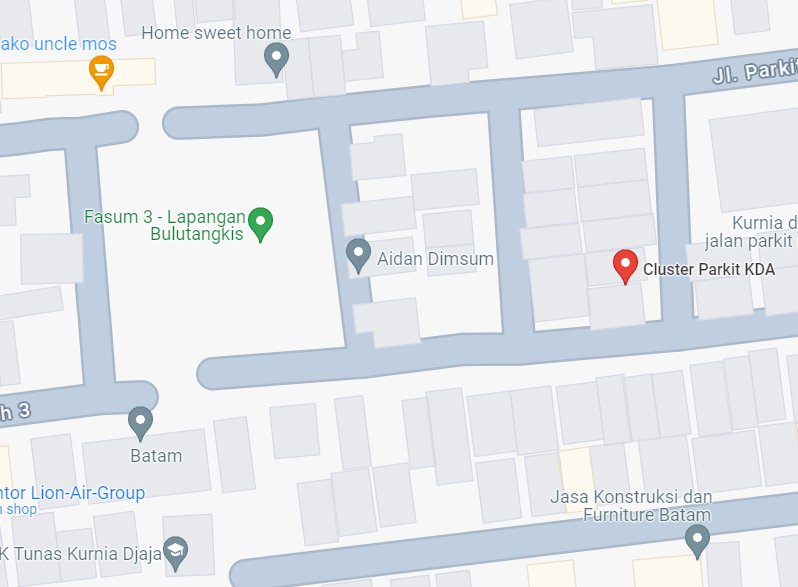 ako uncle mos
Home sweet home
Jl. Parkit
Fasum 3 - Lapangan
Bulutangkis
Kurnia d
jalan parkit
Aidan Dimsum
Cluster Parkit KDA
h 3
Batam
ntor Lion-Air-Group
n shop
Jasa Konstruksi dan
Furniture Batam
K Tunas Kurnia Djaja